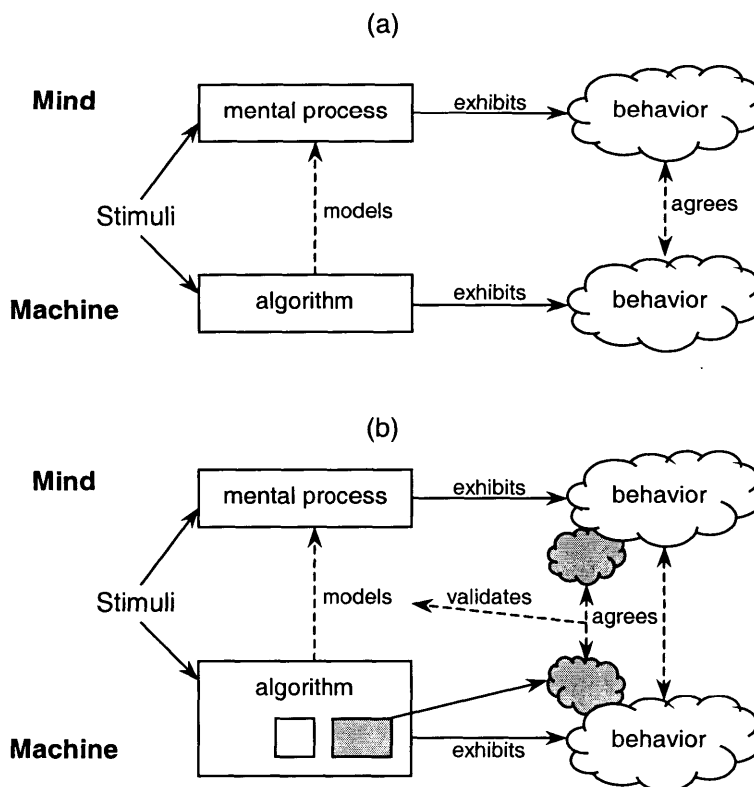 (a)
Mind
mental process
exhibits
behavior
Stimuli
models
agrees
Machine
algorithm
exhibits
behavior
(b)
Mind
mental process
exhibits
behavior
Stimuli
models
validates
agrees
algorithm
Machine
exhibits
behavior